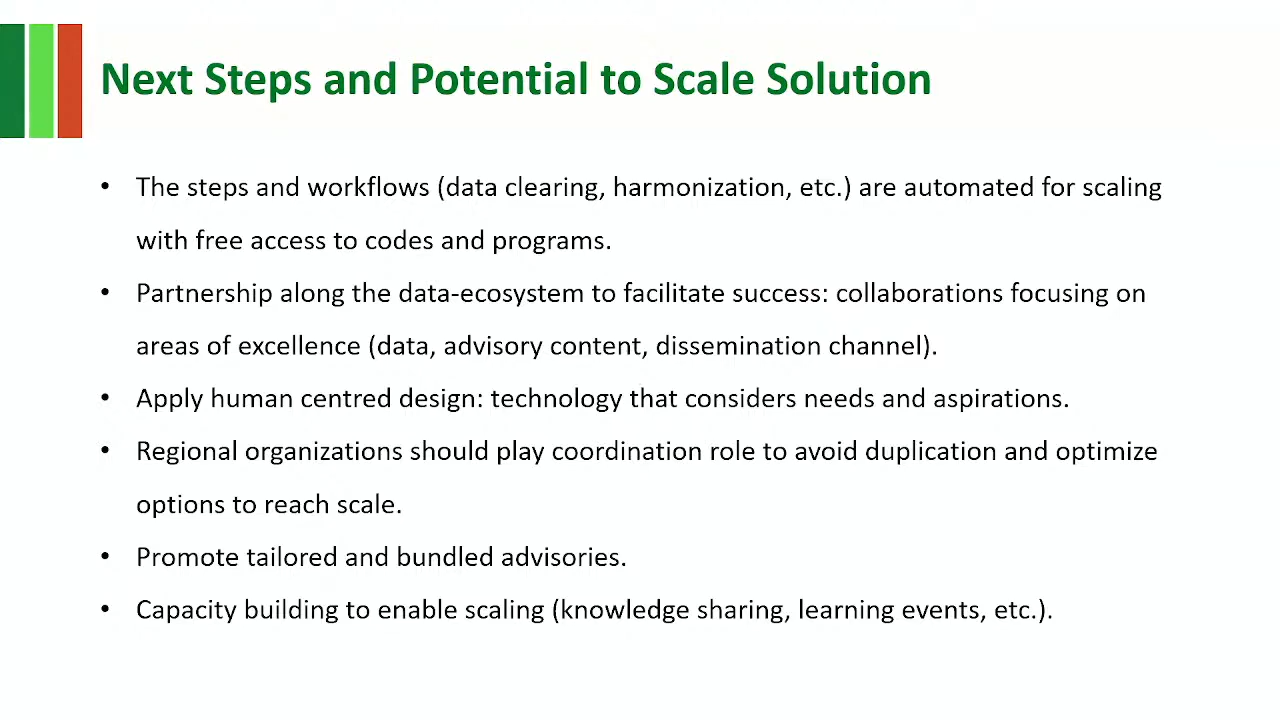 Next Steps and Potential to Scale Solution
• The steps and workflows (data clearing, harmonization, etc.) are automated for scaling
with free access to codes and programs.
• Partnership along the data-ecosystem to facilitate success: collaborations focusing on
areas of excellence (data, advisory content, dissemination channel).
• Apply human centred design: technology that considers needs and aspirations.
• Regional organizations should play coordination role to avoid duplication and optimize
options to reach scale.
• Promote tailored and bundled advisories.
• Capacity building to enable scaling (knowledge sharing, learning events, etc.).